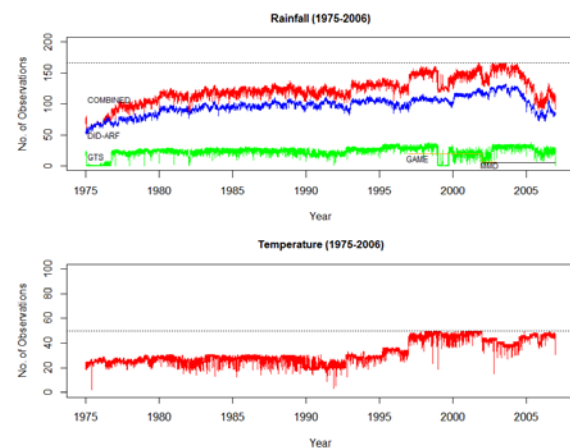 Rainfall (1975-2006)
No. of Observations
200
150
100
50
0
COMBINED
DID-ARF
GTS
GAME
MMD
1975 1980 1985 1990 1995 2000 2005
Year
Temperature (1975-2006)
No. of Observations
100
80
60
40
20
0
1975 1980 1985 1990 1995 2000 2005
Year